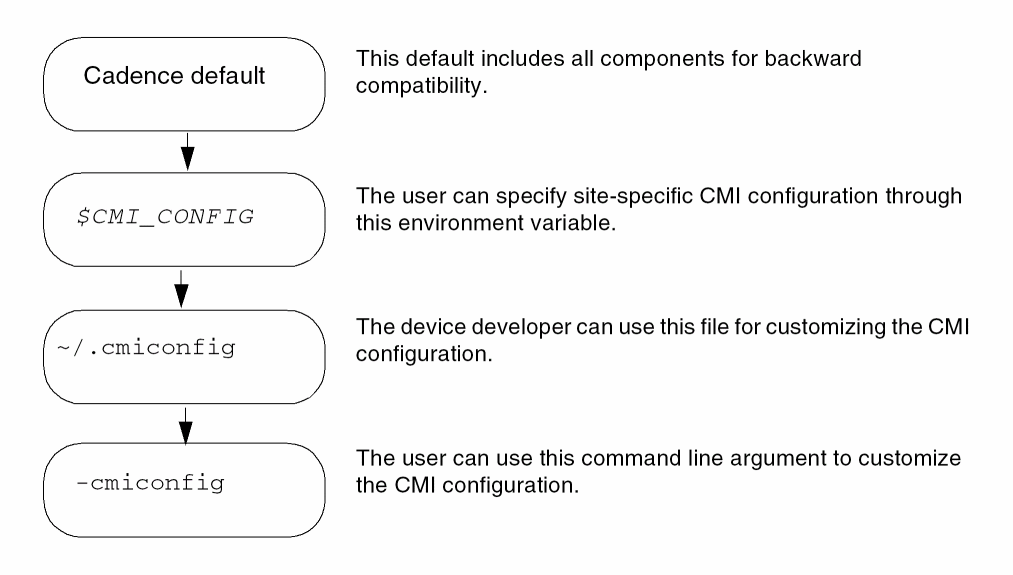 Cadence default
This default includes all components for backward
compatibility.
$CMI_CONFIG
The user can specify site-specific CMI configuration through
this environment variable.
~/.cmiconfig
The device developer can use this file for customizing the CMI
configuration.
-cmiconfig
The user can use this command line argument to customize
the CMI configuration.